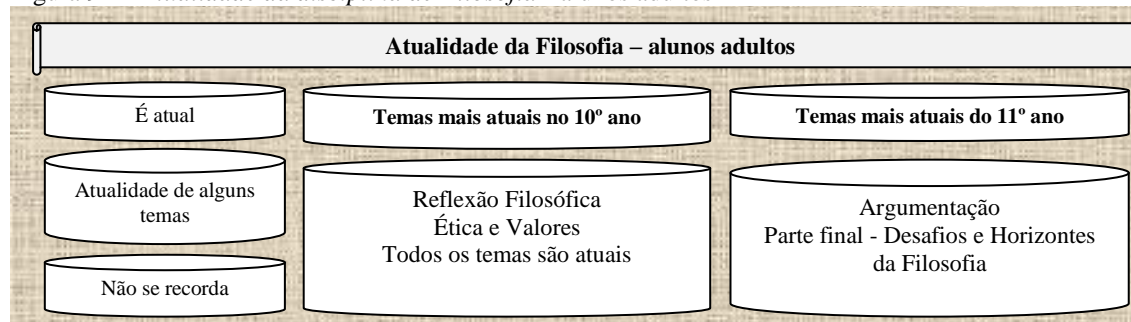 Atualidade da Filosofia – alunos adultos
É atual
Atualidade de alguns
temas
Não se recorda
Temas mais atuais no 10º ano
Reflexão Filosófica
Ética e Valores
Todos os temas são atuais
Temas mais atuais do 11º ano
Argumentação
Parte final - Desafios e Horizontes
da Filosofia